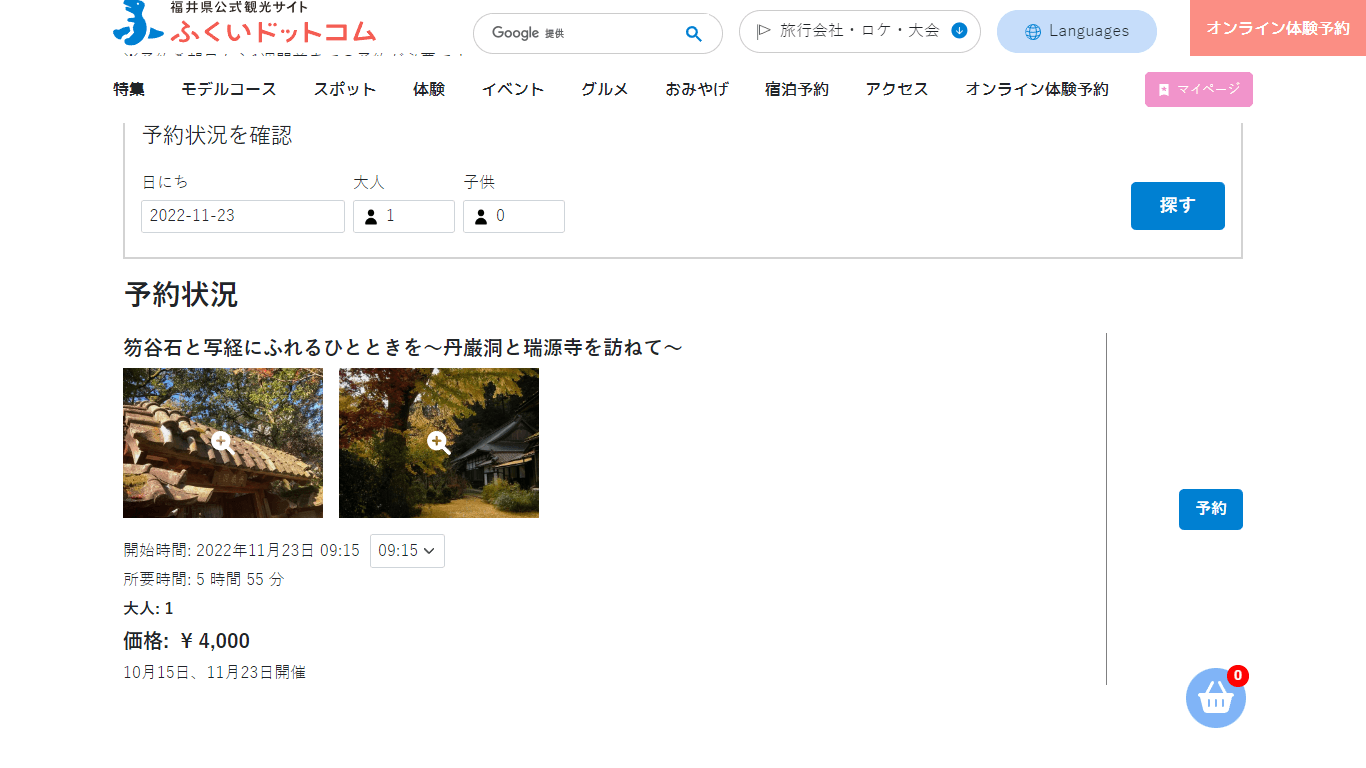 福井県公式観光サイト
ふくいドットコム
Google 提供
旅行会社・ロケ・大会
Languages
オンライン体験予約
特集
モデルコース
スポット
体験
イベント
グルメ
おみやげ
宿泊予約
アクセス
オンライン体験予約
マイページ
予約状況を確認
日にち
大人
子供
2022-11-23
1
0
探す
予約状況
笏谷石と写経にふれるひとときを～丹巌洞と瑞源寺を訪ねて～
開始時間: 2022年11月23日 09:15
09:15
所要時間: 5 時間 55 分
大人: 1
価格: ￥4,000
10月15日、11月23日開催
予約
0